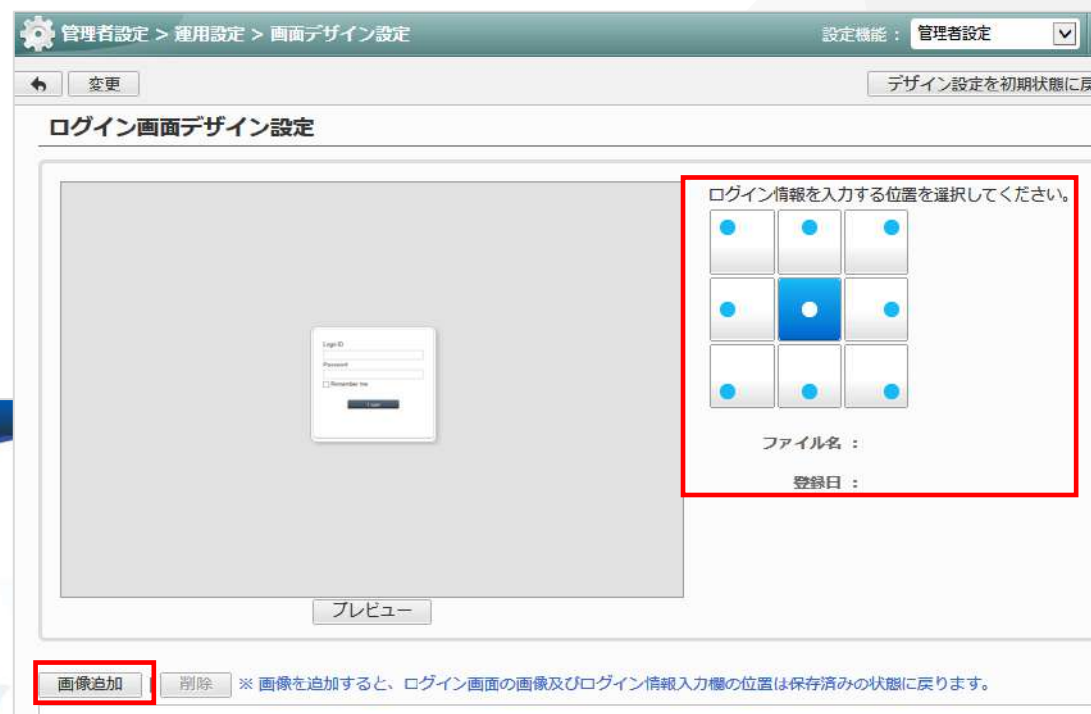 管理者設定 > 運用設定 > 画面デザイン設定
設定機能： 管理者設定
変更
デザイン設定を初期状態に戻
ログイン画面デザイン設定
ログイン情報を入力する位置を選択してください。
Login ID
Password
Remember me
Login
ファイル名 ：
登録日 ：
プレビュー
画像追加 削除 ※ 画像を追加すると、ログイン画面の画像及びログイン情報入力欄の位置は保存済みの状態に戻ります。